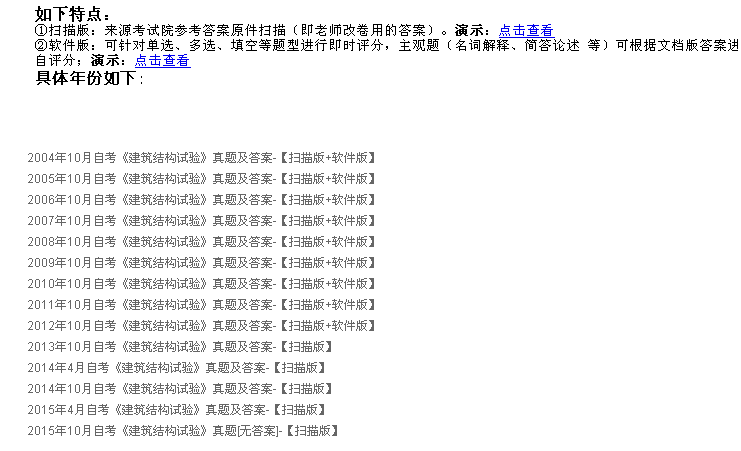 如下特点：
①扫描版：来源考试院参考答案原件扫描（即老师改卷用的答案）。演示：点击查看
②软件版：可针对单选、多选、填空等题型进行即时评分，主观题（名词解释、简答论述 等）可根据文档版答案进
自评分；演示：点击查看
具体年份如下:
2004年10月自考《建筑结构试验》真题及答案-【扫描版+软件版】
2005年10月自考《建筑结构试验》真题及答案-【扫描版+软件版】
2006年10月自考《建筑结构试验》真题及答案-【扫描版+软件版】
2007年10月自考《建筑结构试验》真题及答案-【扫描版+软件版】
2008年10月自考《建筑结构试验》真题及答案-【扫描版+软件版】
2009年10月自考《建筑结构试验》真题及答案-【扫描版+软件版】
2010年10月自考《建筑结构试验》真题及答案-【扫描版+软件版】
2011年10月自考《建筑结构试验》真题及答案-【扫描版+软件版】
2012年10月自考《建筑结构试验》真题及答案-【扫描版+软件版】
2013年10月自考《建筑结构试验》真题及答案-【扫描版】
2014年4月自考《建筑结构试验》真题及答案-【扫描版】
2014年10月自考《建筑结构试验》真题及答案-【扫描版】
2015年4月自考《建筑结构试验》真题及答案-【扫描版】
2015年10月自考《建筑结构试验》真题[无答案]-【扫描版】